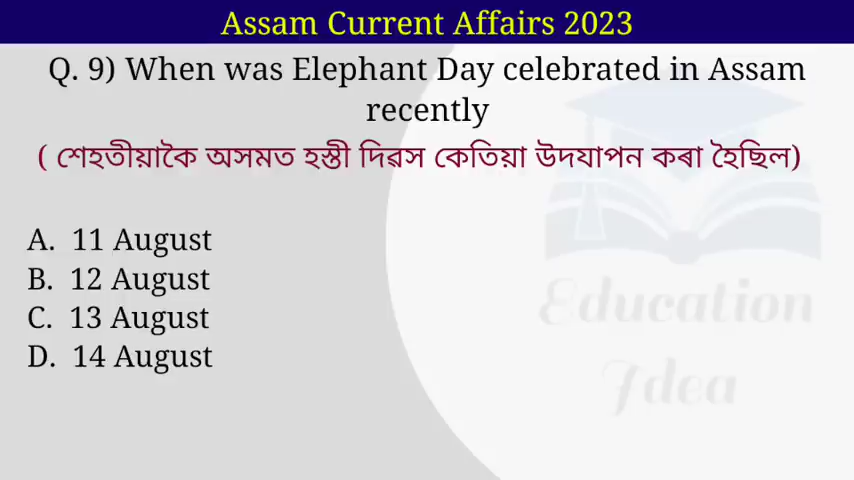 Assam Current Affairs 2023
Q. 9) When was Elephant Day celebrated in Assam
recently
( শেহতীয়াকৈ অসমত হস্তী দিৱস কেতিয়া উদযাপন কৰা হৈছিল)
A. 11 August
B. 12 August
C. 13 August
D. 14 August
Education
Idea